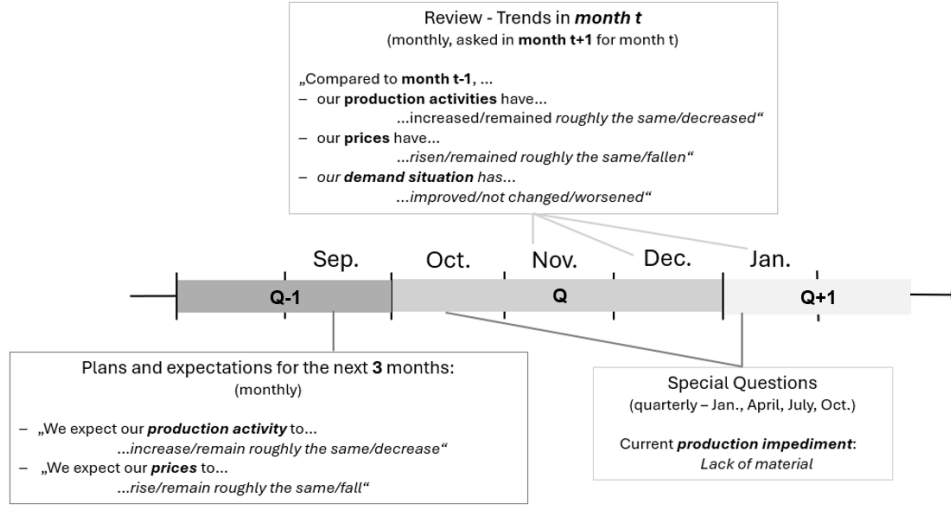 Review - Trends in month t
(monthly, asked in month t+1 for month t)
„Compared to month t-1, ...
– our production activities have...
...increased/remained roughly the same/decreased“
– our prices have...
...risen/remained roughly the same/fallen“
– our demand situation has...
...improved/not changed/worsened“
Sep. Oct. Nov. Dec. Jan.
Q-1 Q Q+1
Plans and expectations for the next 3 months:
(monthly)
– „We expect our production activity to...
...increase/remain roughly the same/decrease“
– „We expect our prices to...
...rise/remain roughly the same/fall“
Special Questions
(quarterly – Jan., April, July, Oct.)
Current production impediment:
Lack of material